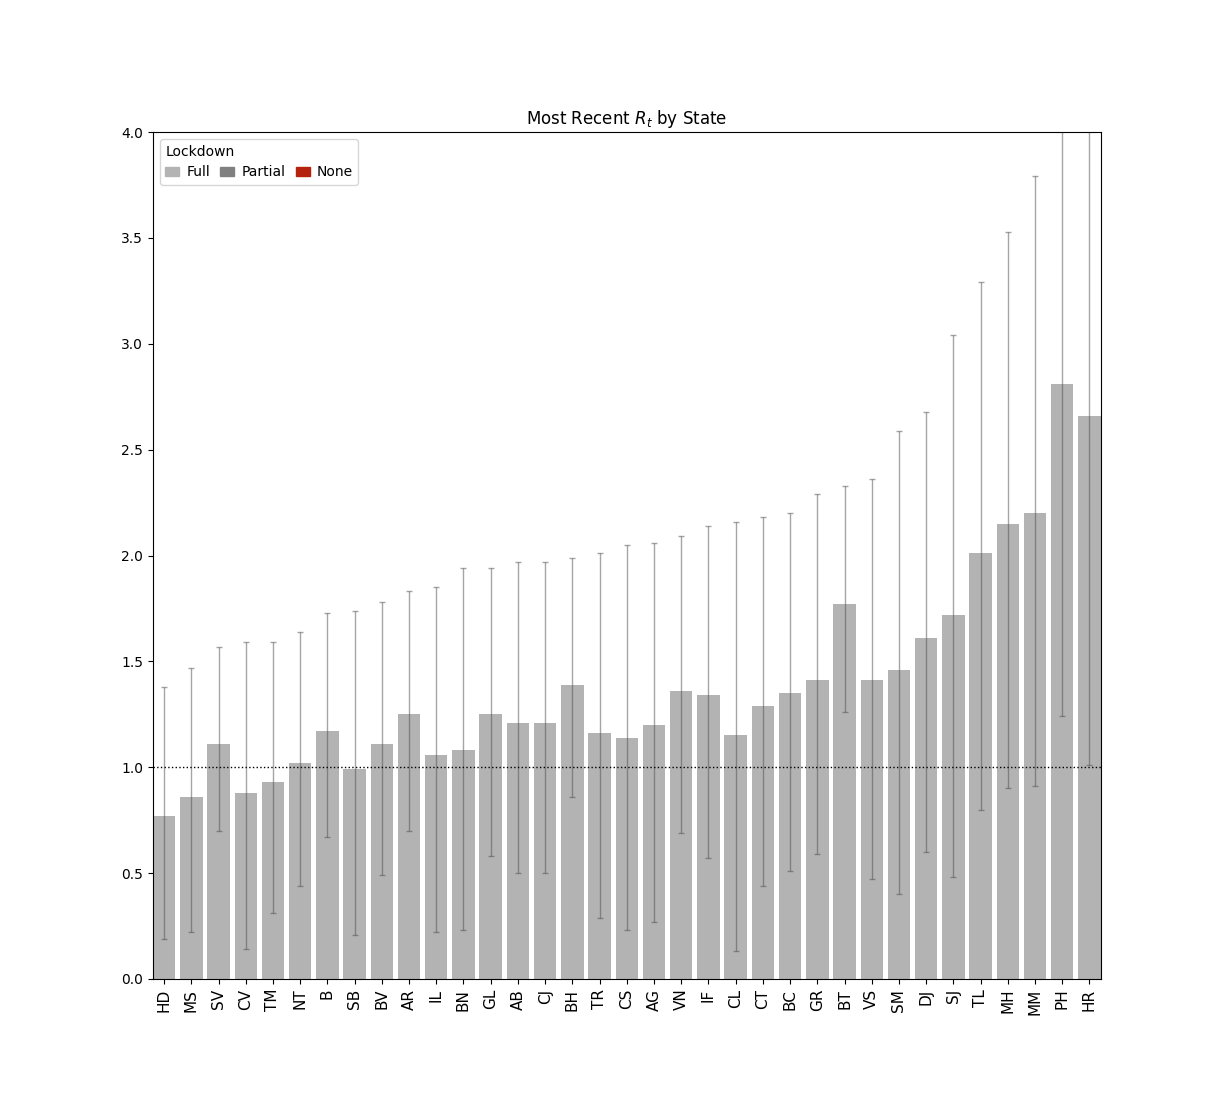 Most Recent Rt by State
Lockdown
Full Partial None
4.0
3.5
3.0
2.5
2.0
1.5
1.0
0.5
0.0
HD MS SV CV TM NT B SB BV AR IL BN GL AB CJ BH TR CS AG VN IF CL CT BC GR BT VS SM DJ SJ TL MH MM PH HR